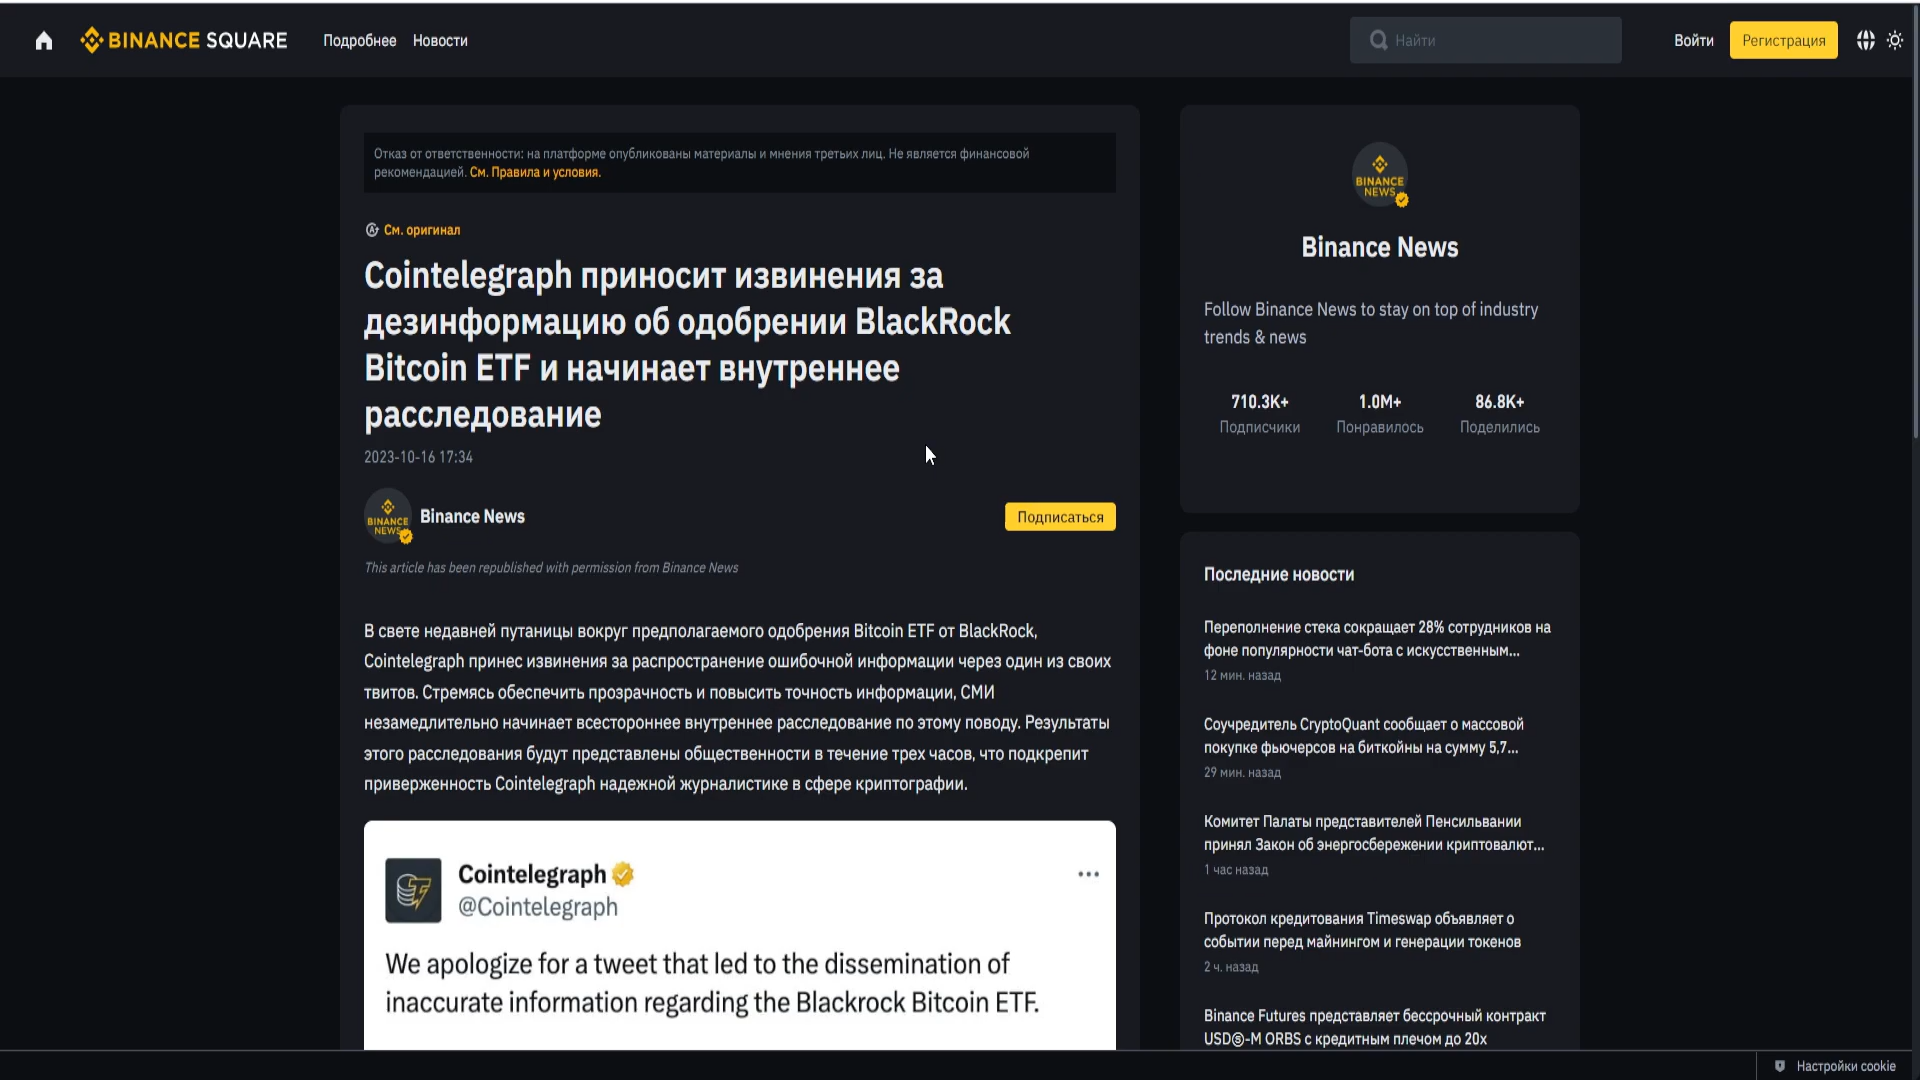 BINANCE SQUARE
Подробнее
Новости
Найти
Войти
Регистрация
Отказ от ответственности: на платформе опубликованы материалы и мнения третьих лиц. Не является финансовой
рекомендацией. См. Правила и условия.
См. оригинал
Cointelegraph приносит извинения за
дезинформацию об одобрении BlackRock
Bitcoin ETF и начинает внутреннее
расследование
2023-10-16 17:34
BINANCE
NEWS
Binance News
Подписаться
This article has been republished with permission from Binance News
В свете недавней путаницы вокруг предполагаемого одобрения Bitcoin ETF от BlackRock,
Cointelegraph принес извинения за распространение ошибочной информации через один из своих
твитов. Стремясь обеспечить прозрачность и повысить точность информации, СМИ
незамедлительно начинает всестороннее внутреннее расследование по этому поводу. Результаты
этого расследования будут представлены общественности в течение трех часов, что подкрепит
приверженность Cointelegraph надежной журналистике в сфере криптографии.
Cointelegraph
@Cointelegraph
We apologize for a tweet that led to the dissemination of
inaccurate information regarding the Blackrock Bitcoin ETF.
BINANCE
NEWS
Binance News
Follow Binance News to stay on top of industry
trends & news
710.3K+ 1.0M+ 86.8K+
Подписчики Понравилось Поделились
Последние новости
Переполнение стека сокращает 28% сотрудников на
фоне популярности чат-бота с искусственным...
12 мин. назад
Соучредитель CryptoQuant сообщает о массовой
покупке фьючерсов на биткойны на сумму 5,7...
29 мин. назад
Комитет Палаты представителей Пенсильвании
принял Закон об энергосбережении криптовалют...
1 час назад
Протокол кредитования Timeswap объявляет о
событии перед майнингом и генерации токенов
2 ч. назад
Binance Futures представляет бессрочный контракт
USDⓈ-M ORBS с кредитным плечом до 20x
Настройки cookie